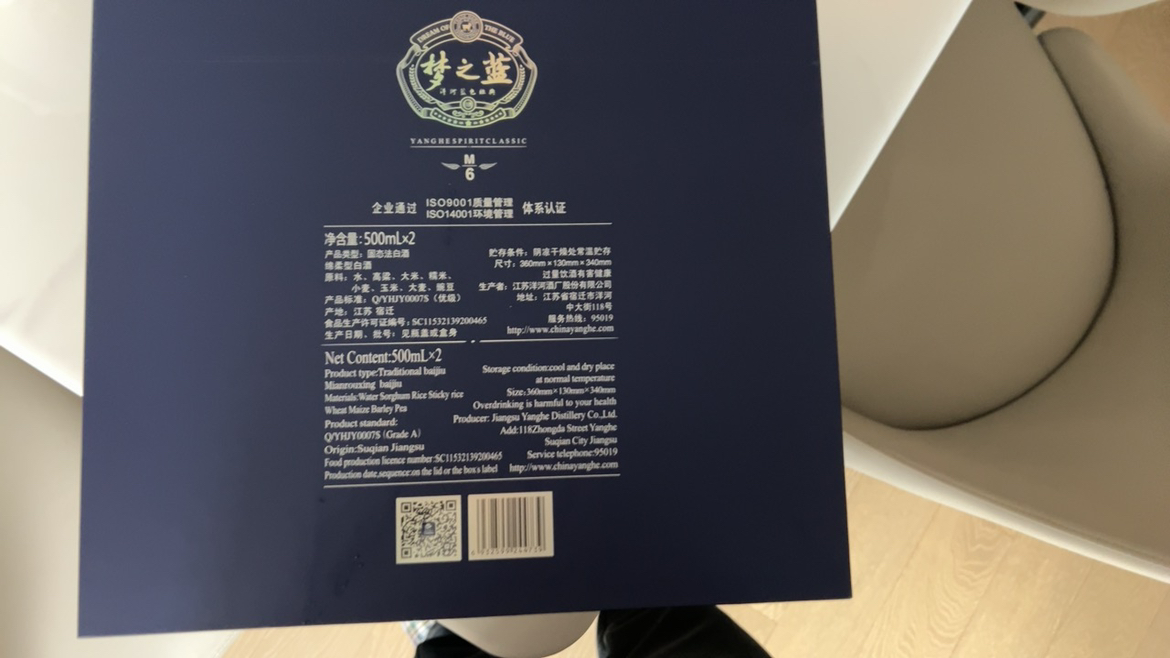 DREAM OF THE BLUE
梦之蓝
洋河蓝色经典
YANGHESPIRITCLASSIC
M
6
企业通过 ISO9001质量管理 体系认证
ISO14001环境管理
净含量:500mL×2
产品类型：固态法白酒
绵柔型白酒
原料：水、高粱、大米、糯米、
小麦、玉米、大麦、豌豆
产品标准：Q/YHJY0007S（优级）
产地：江苏 宿迁
食品生产许可证编号：SC11532139200465
生产日期、批号：见瓶盖或盒身
贮存条件：阴凉干燥处常温贮存
尺寸：360mm×130mm×340mm
过量饮酒有害健康
生产者：江苏洋河酒厂股份有限公司
地址：江苏省宿迁市洋河
中大街118号
服务热线：95019
http://www.chinayanghe.com
Net Content:500mL×2
Product type:Traditional baijiu
Mianrouxing baijiu
Materials:Water Sorghum Rice Sticky rice
Wheat Maize Barley Pea
Product standard:
Q/YHJY0007S (Grade A)
Origin:Suqian Jiangsu
Food production licence number:SC11532139200465
Production date,sequence:on the lid or the box's label
Storage condition:cool and dry place
at normal temperature
Size:360mm×130mm×340mm
Overdrinking is harmful to your health
Producer: Jiangsu Yanghe Distillery Co.,Ltd.
Add:118Zhongda Street Yanghe
Suqian City Jiangsu
Service telephone:95019
http://www.chinayanghe.com